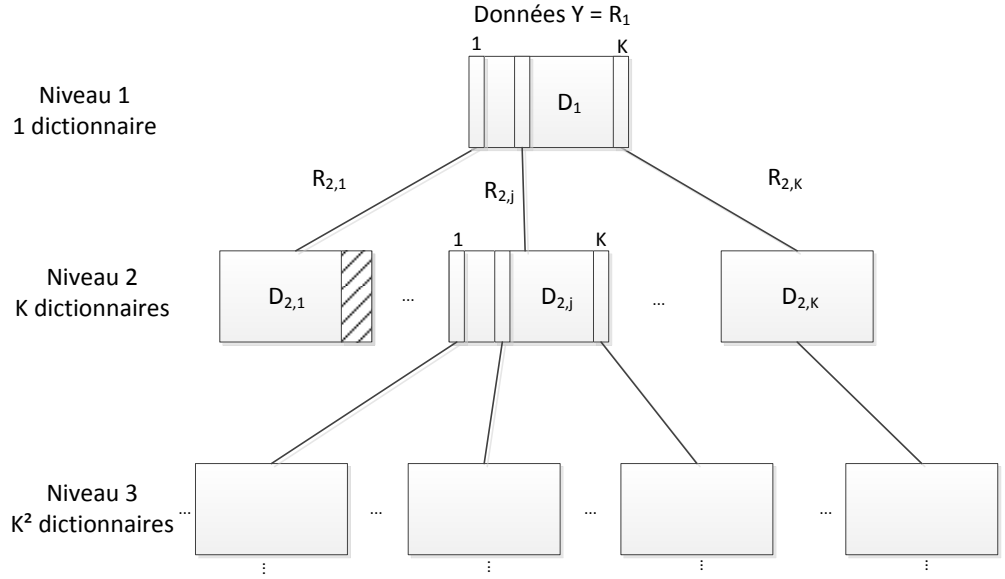 Données Y = R₁
1 K
Niveau 1
1 dictionnaire
D₁
R₂,₁
R₂,ⱼ
R₂,K
1 K
Niveau 2
K dictionnaires
D₂,₁
...
D₂,ⱼ
...
D₂,K
Niveau 3
K² dictionnaires
... ... ... ...
... ... ... ...